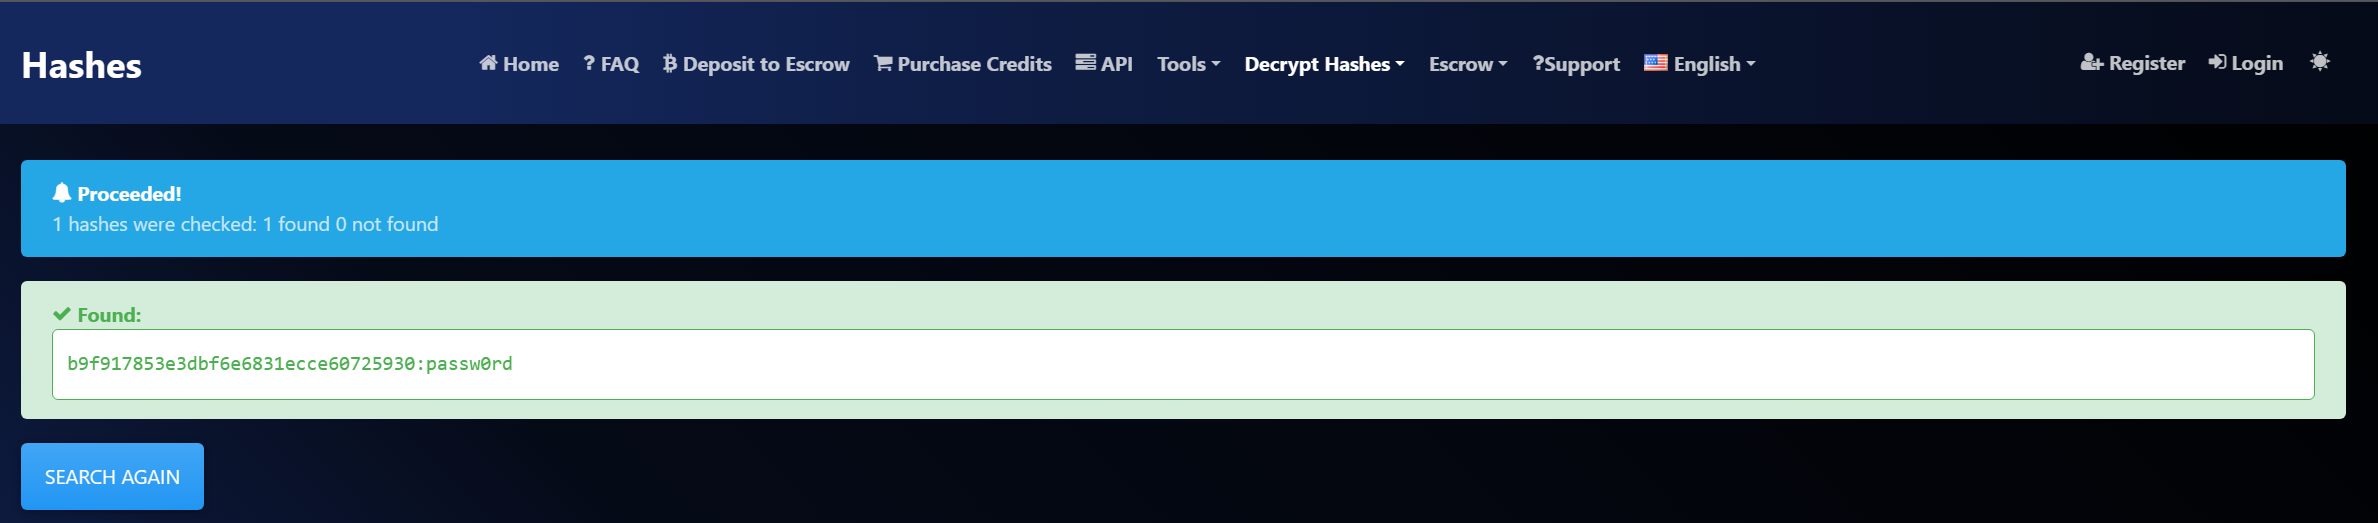 Hashes
Home ? FAQ Deposit to Escrow Purchase Credits API Tools Decrypt Hashes Escrow ?Support English Register Login
Proceeded!
1 hashes were checked: 1 found 0 not found
Found:
b9f917853e3dbf6e6831ecce60725930:passw0rd
SEARCH AGAIN